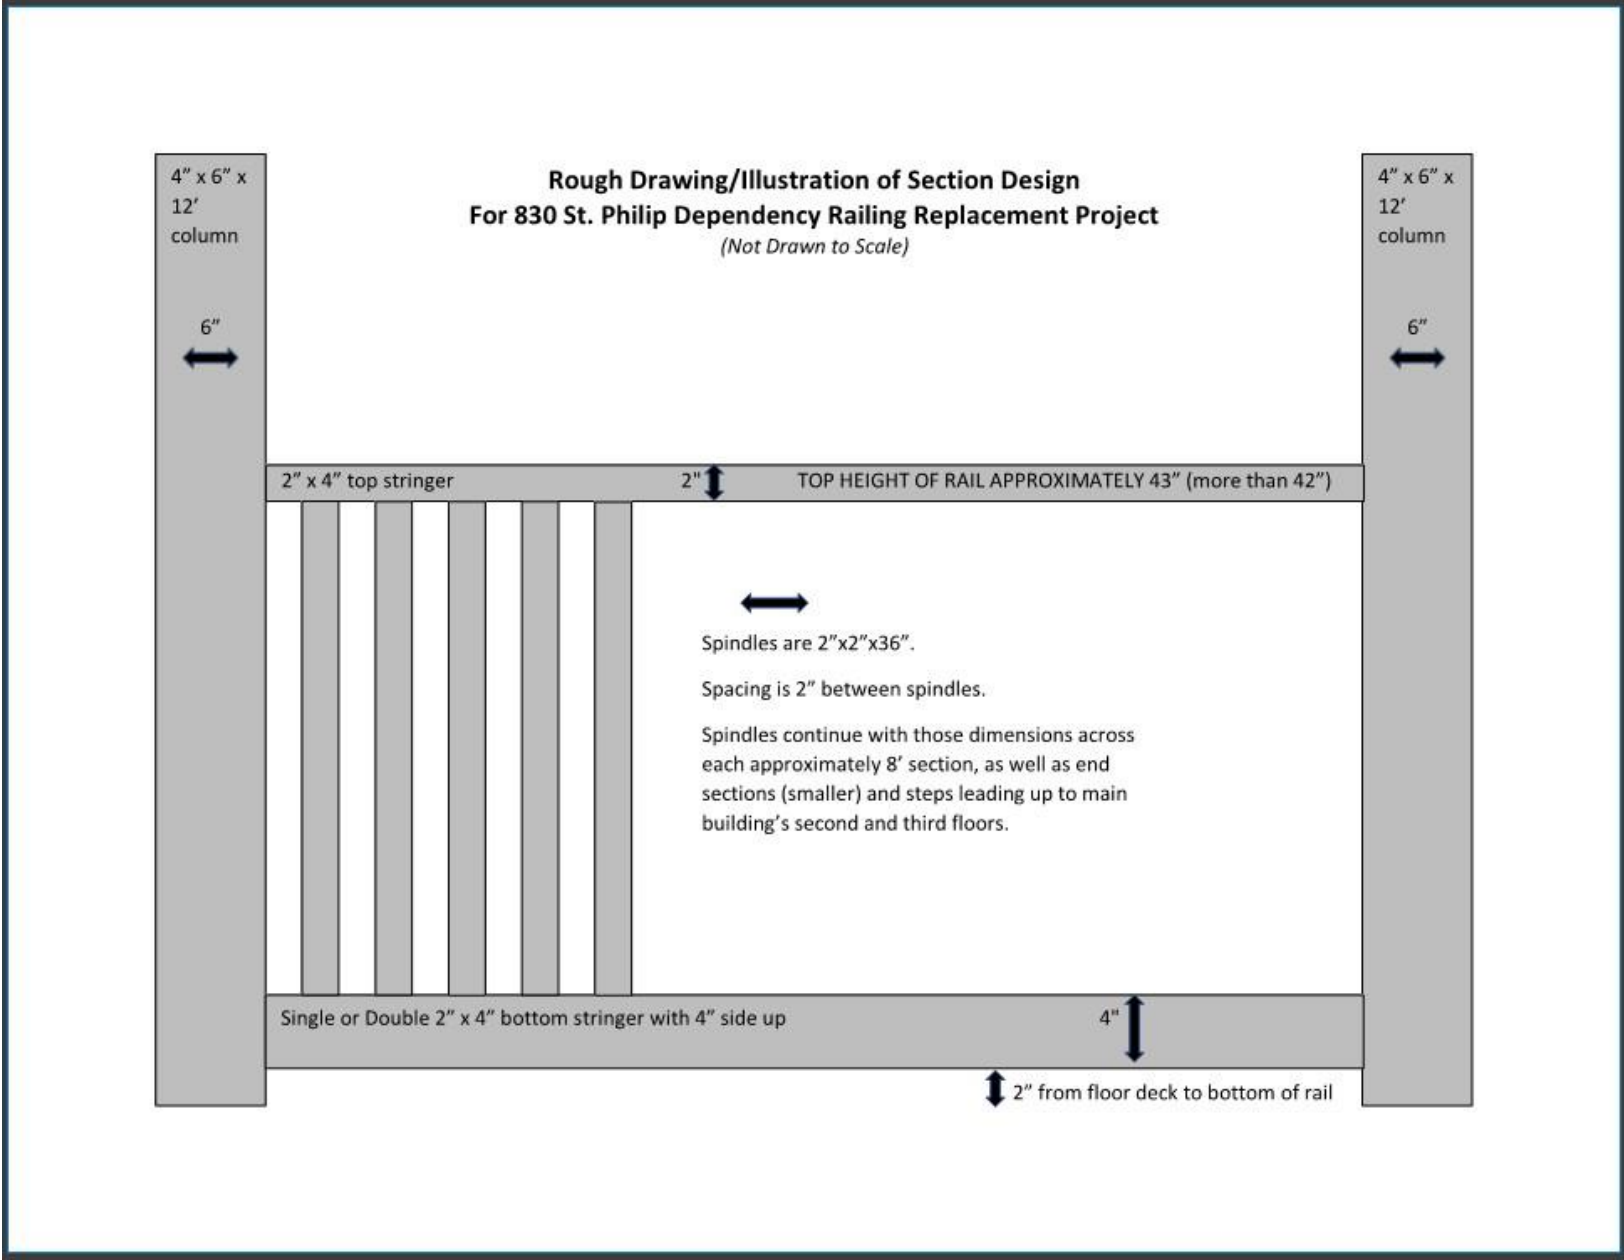 4” x 6” x
12’
column
Rough Drawing/Illustration of Section Design
For 830 St. Philip Dependency Railing Replacement Project
(Not Drawn to Scale)
4” x 6” x
12’
column
6”
6”
2” x 4” top stringer
2"
TOP HEIGHT OF RAIL APPROXIMATELY 43” (more than 42”)
Spindles are 2”x2”x36”.
Spacing is 2” between spindles.
Spindles continue with those dimensions across
each approximately 8’ section, as well as end
sections (smaller) and steps leading up to main
building’s second and third floors.
Single or Double 2” x 4” bottom stringer with 4” side up
4"
2” from floor deck to bottom of rail